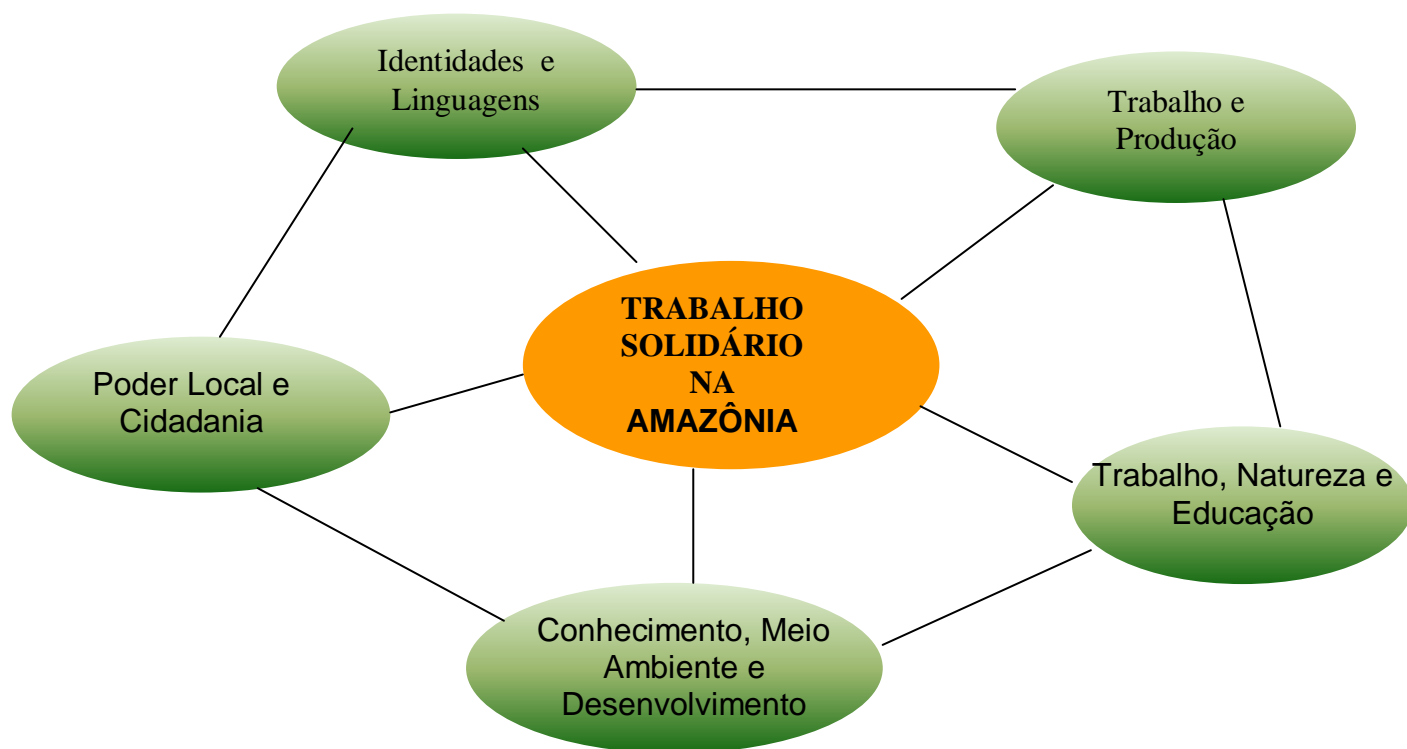 Identidades e
Linguagens
Trabalho e
Produção
TRABALHO
SOLIDÁRIO
NA
AMAZÔNIA
Poder Local e
Cidadania
Trabalho, Natureza e
Educação
Conhecimento, Meio
Ambiente e
Desenvolvimento